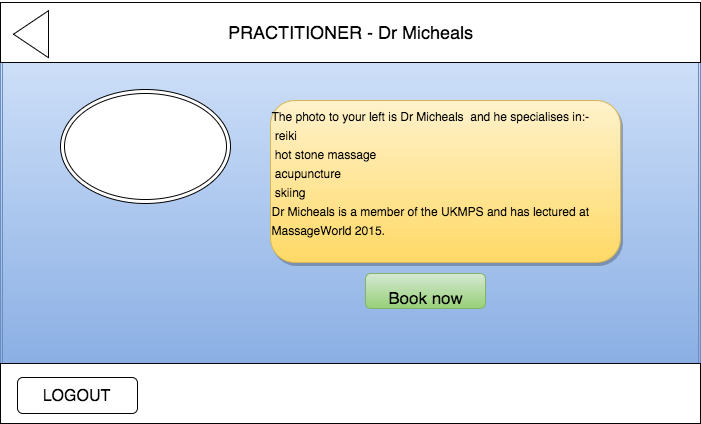 PRACTITIONER - Dr Micheals
The photo to your left is Dr Micheals  and he specialises in:-
reiki
hot stone massage
acupuncture
skiing
Dr Micheals is a member of the UKMPS and has lectured at
MassageWorld 2015.
Book now
LOGOUT